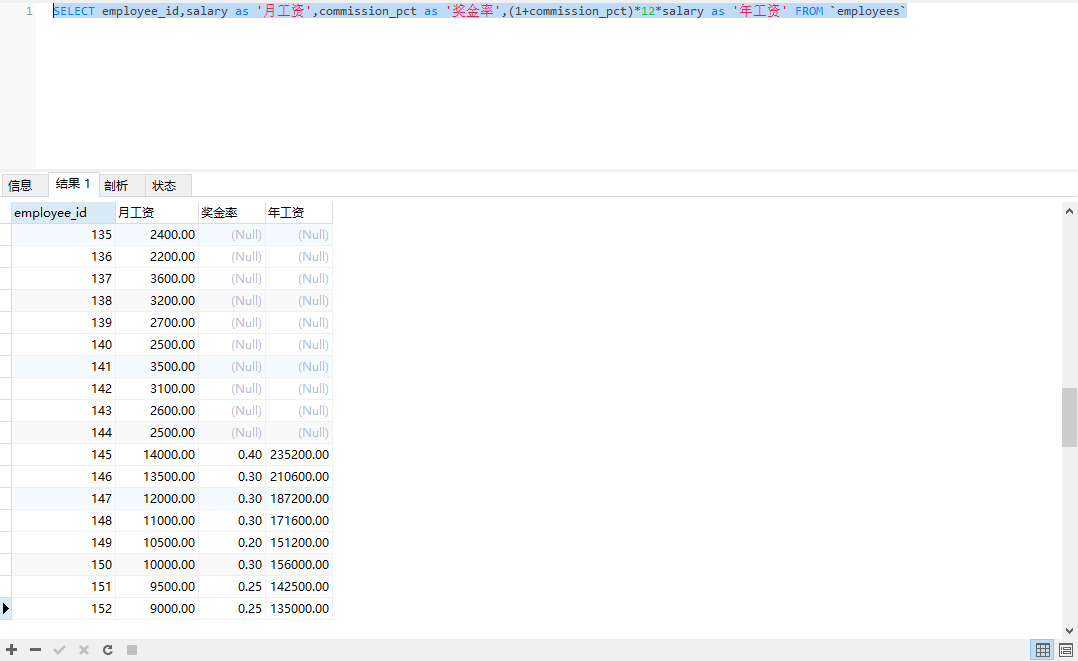 1 SELECT employee_id,salary as '月工资',commission_pct as '奖金率',(1+commission_pct)*12*salary as '年工资' FROM `employees`
信息 结果 1 剖析 状态
employee_id 月工资 奖金率 年工资
135 2400.00 (Null) (Null)
136 2200.00 (Null) (Null)
137 3600.00 (Null) (Null)
138 3200.00 (Null) (Null)
139 2700.00 (Null) (Null)
140 2500.00 (Null) (Null)
141 3500.00 (Null) (Null)
142 3100.00 (Null) (Null)
143 2600.00 (Null) (Null)
144 2500.00 (Null) (Null)
145 14000.00 0.40 235200.00
146 13500.00 0.30 210600.00
147 12000.00 0.30 187200.00
148 11000.00 0.30 171600.00
149 10500.00 0.20 151200.00
150 10000.00 0.30 156000.00
151 9500.00 0.25 142500.00
152 9000.00 0.25 135000.00